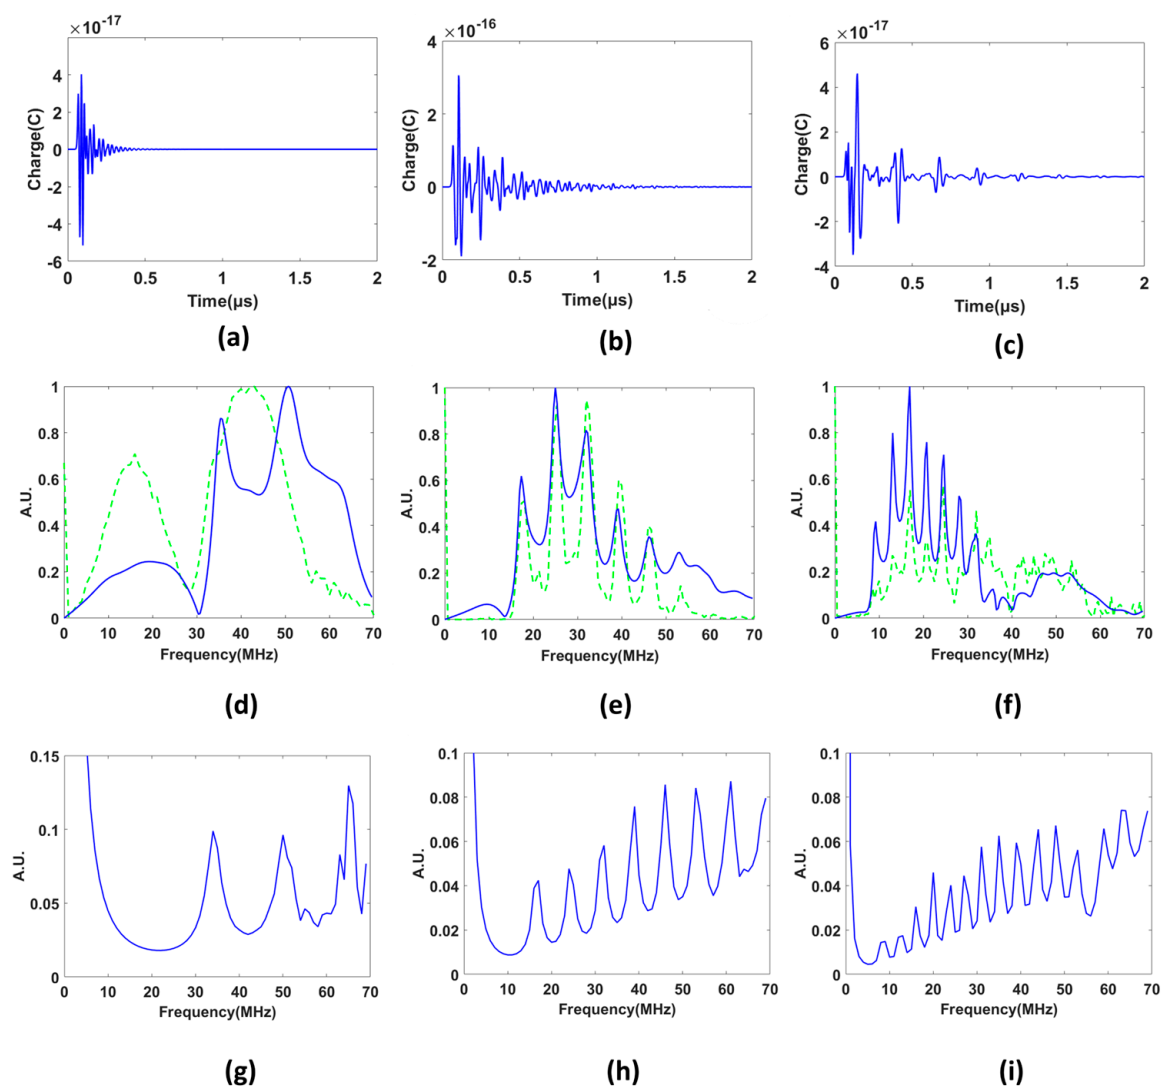 ×10⁻¹⁷
×10⁻¹⁶
×10⁻¹⁷
4
2
0
-2
-4
-6
Charge(C)
0 0.5 1 1.5 2
Time(μs)
4
2
0
-2
Charge(C)
0 0.5 1 1.5 2
Time(μs)
6
4
2
0
-2
-4
Charge(C)
0 0.5 1 1.5 2
Time(μs)
(a)
(b)
(c)
1
0.8
0.6
0.4
0.2
0
A.U.
0 10 20 30 40 50 60 70
Frequency(MHz)
1
0.8
0.6
0.4
0.2
0
A.U.
0 10 20 30 40 50 60 70
Frequency(MHz)
1
0.8
0.6
0.4
0.2
0
A.U.
0 10 20 30 40 50 60 70
Frequency(MHz)
(d)
(e)
(f)
0.15
0.1
0.05
0
A.U.
0 10 20 30 40 50 60 70
Frequency(MHz)
0.1
0.08
0.06
0.04
0.02
0
A.U.
0 10 20 30 40 50 60 70
Frequency(MHz)
0.1
0.08
0.06
0.04
0.02
0
A.U.
0 10 20 30 40 50 60 70
Frequency(MHz)
(g)
(h)
(i)